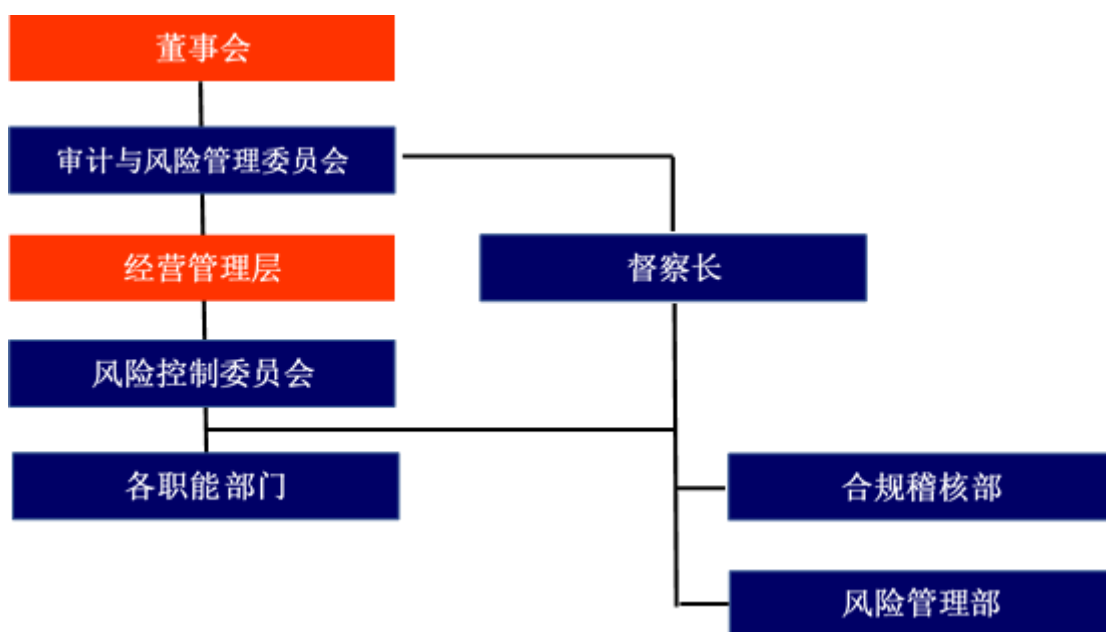 董事会
审计与风险管理委员会
经营管理层
督察长
风险控制委员会
各职能部门
合规稽核部
风险管理部